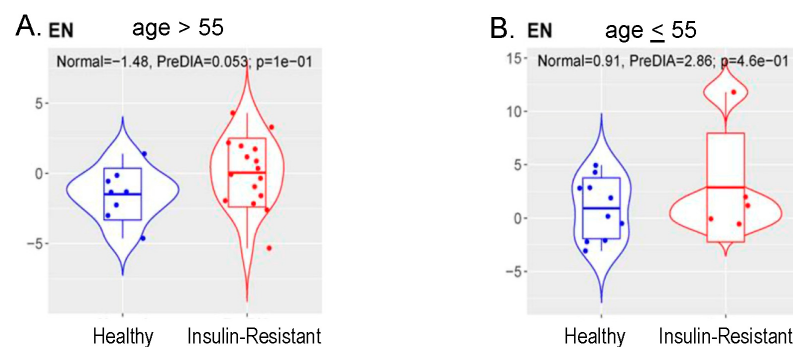 A. EN age > 55
Normal=−1.48, PreDIA=0.053; p=1e−01
5
0
−5
Healthy Insulin-Resistant
B. EN age ≤ 55
Normal=0.91, PreDIA=2.86; p=4.6e−01
15
10
5
0
−5
Healthy Insulin-Resistant